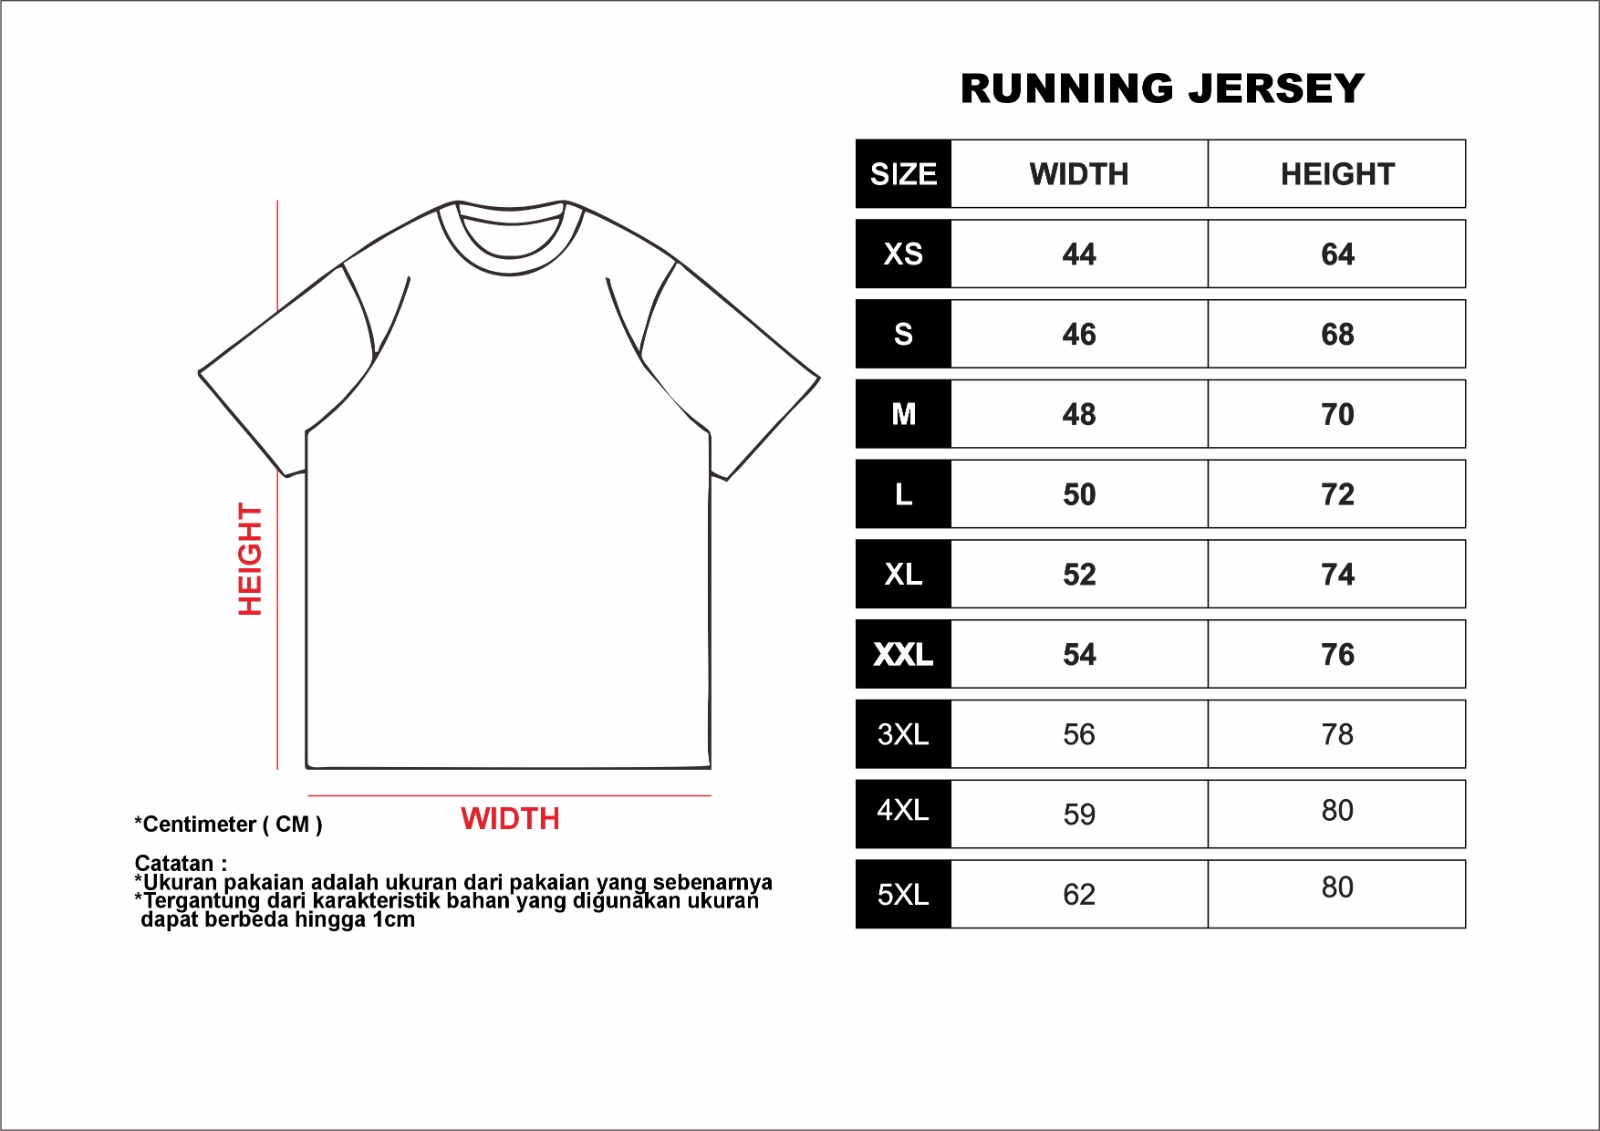 RUNNING JERSEY
SIZE WIDTH HEIGHT
XS 44 64
S 46 68
M 48 70
L 50 72
XL 52 74
XXL 54 76
3XL 56 78
4XL 59 80
5XL 62 80
HEIGHT
WIDTH
*Centimeter ( CM )
Catatan :
*Ukuran pakaian adalah ukuran dari pakaian yang sebenarnya
*Tergantung dari karakteristik bahan yang digunakan ukuran
dapat berbeda hingga 1cm